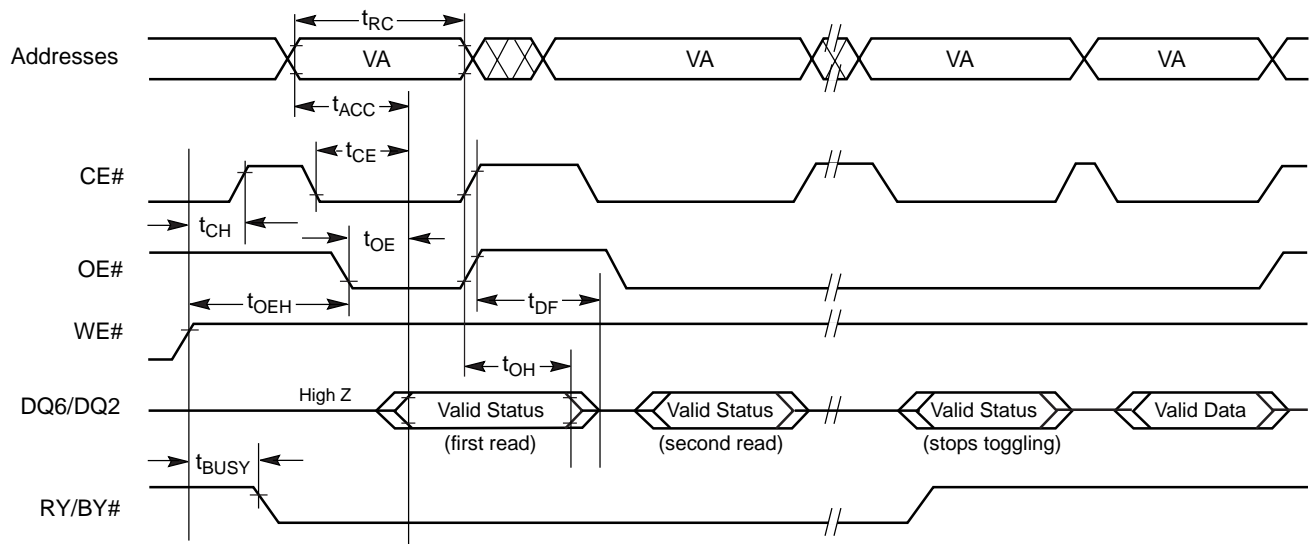 tRC
Addresses VA VA VA VA
tACC
tCE
CE#
tCH tOE
OE#
tOEH tDF
WE#
tOH
High Z
DQ6/DQ2 Valid Status Valid Status Valid Status Valid Data
(first read) (second read) (stops toggling)
tBUSY
RY/BY#